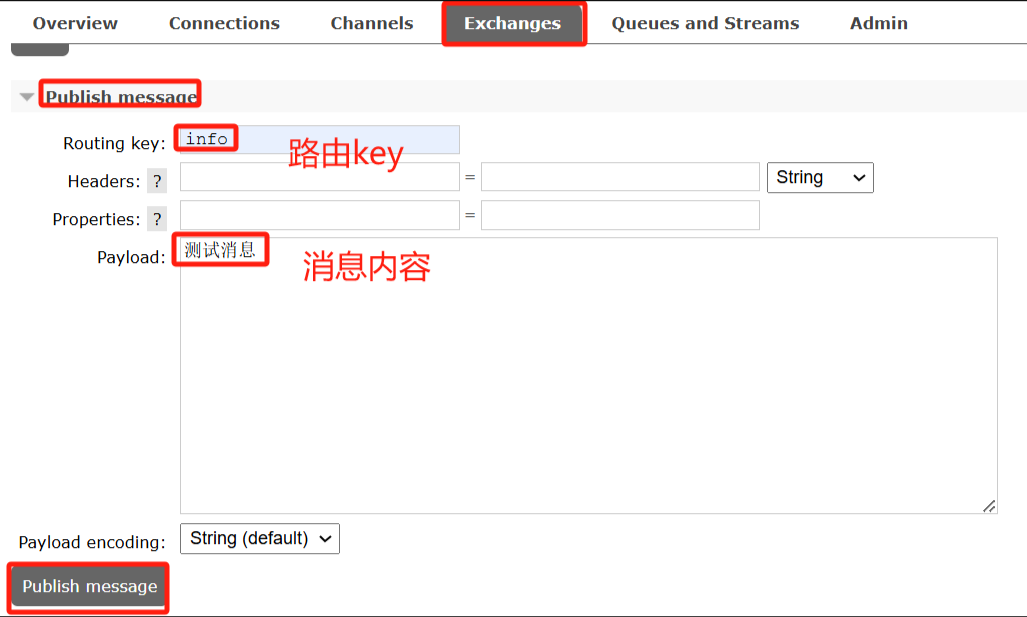 Overview Connections Channels Exchanges Queues and Streams Admin
Publish message
Routing key: info 路由key
Headers: ? = String
Properties: ? =
Payload: 测试消息
消息内容
Payload encoding: String (default)
Publish message